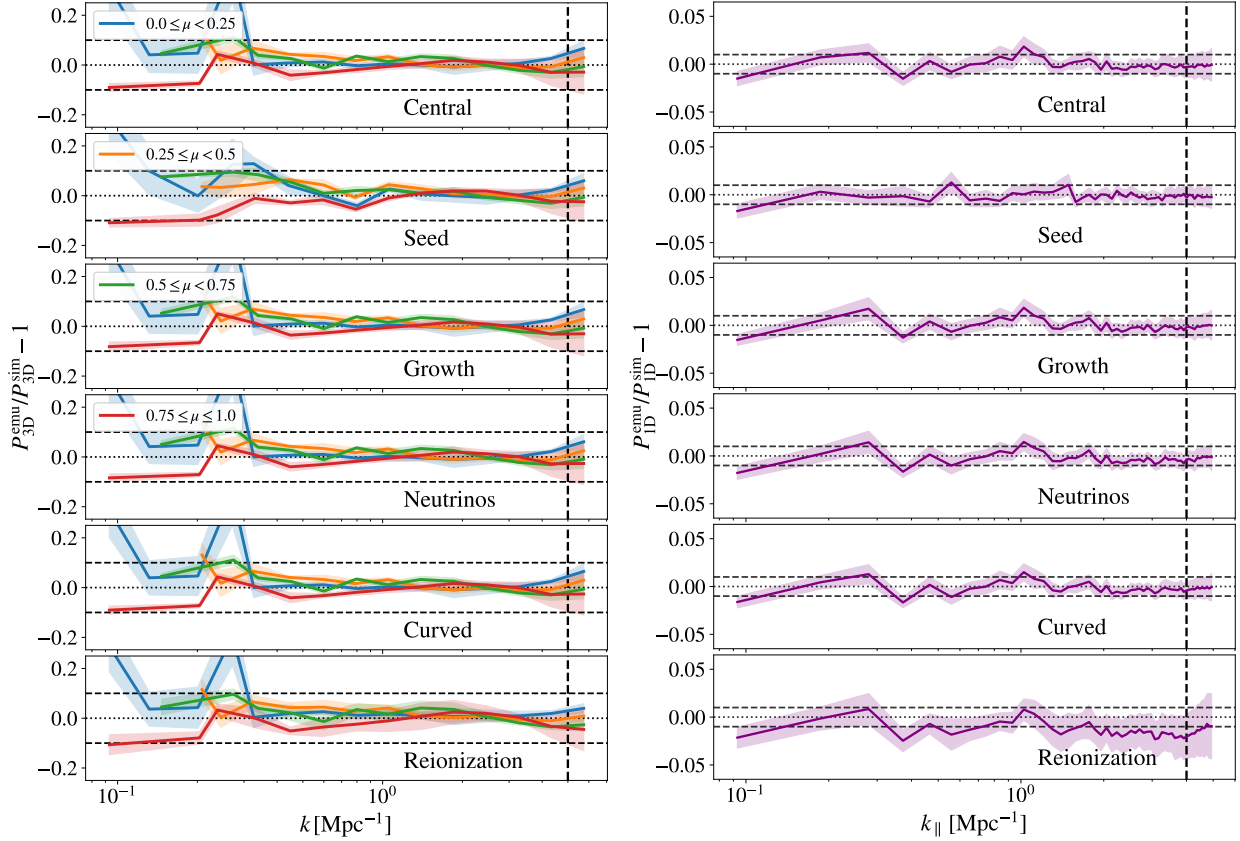 0.2
0.1
0.0
−0.2
0.0 ≤ μ < 0.25
Central
0.2
0.0
−0.2
0.25 ≤ μ < 0.5
Seed
0.2
0.0
−0.2
0.5 ≤ μ < 0.75
Growth
0.2
0.0
−0.2
0.75 ≤ μ ≤ 1.0
Neutrinos
0.2
0.0
−0.2
Curved
0.2
0.0
−0.2
Reionization
P_3D^emu/P_3D^sim − 1
10^−1
10^0
k [Mpc^−1]
0.05
0.00
−0.05
Central
0.05
0.00
−0.05
Seed
0.05
0.00
−0.05
Growth
0.05
0.00
−0.05
Neutrinos
0.05
0.00
−0.05
Curved
0.05
0.00
−0.05
Reionization
P_1D^emu/P_1D^sim − 1
10^−1
10^0
k_∥ [Mpc^−1]